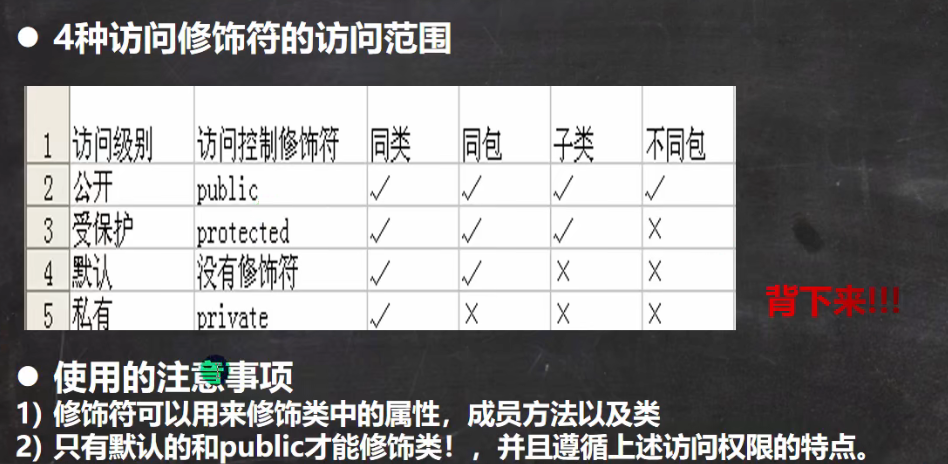 ● 4种访问修饰符的访问范围
1 访问级别 访问控制修饰符 同类 同包 子类 不同包
2 公开 public √ √ √ √
3 受保护 protected √ √ √ ×
4 默认 没有修饰符 √ √ × ×
5 私有 private √ × × ×
背下来!!!
● 使用的注意事项
1) 修饰符可以用来修饰类中的属性，成员方法以及类
2) 只有默认的和public才能修饰类！，并且遵循上述访问权限的特点。